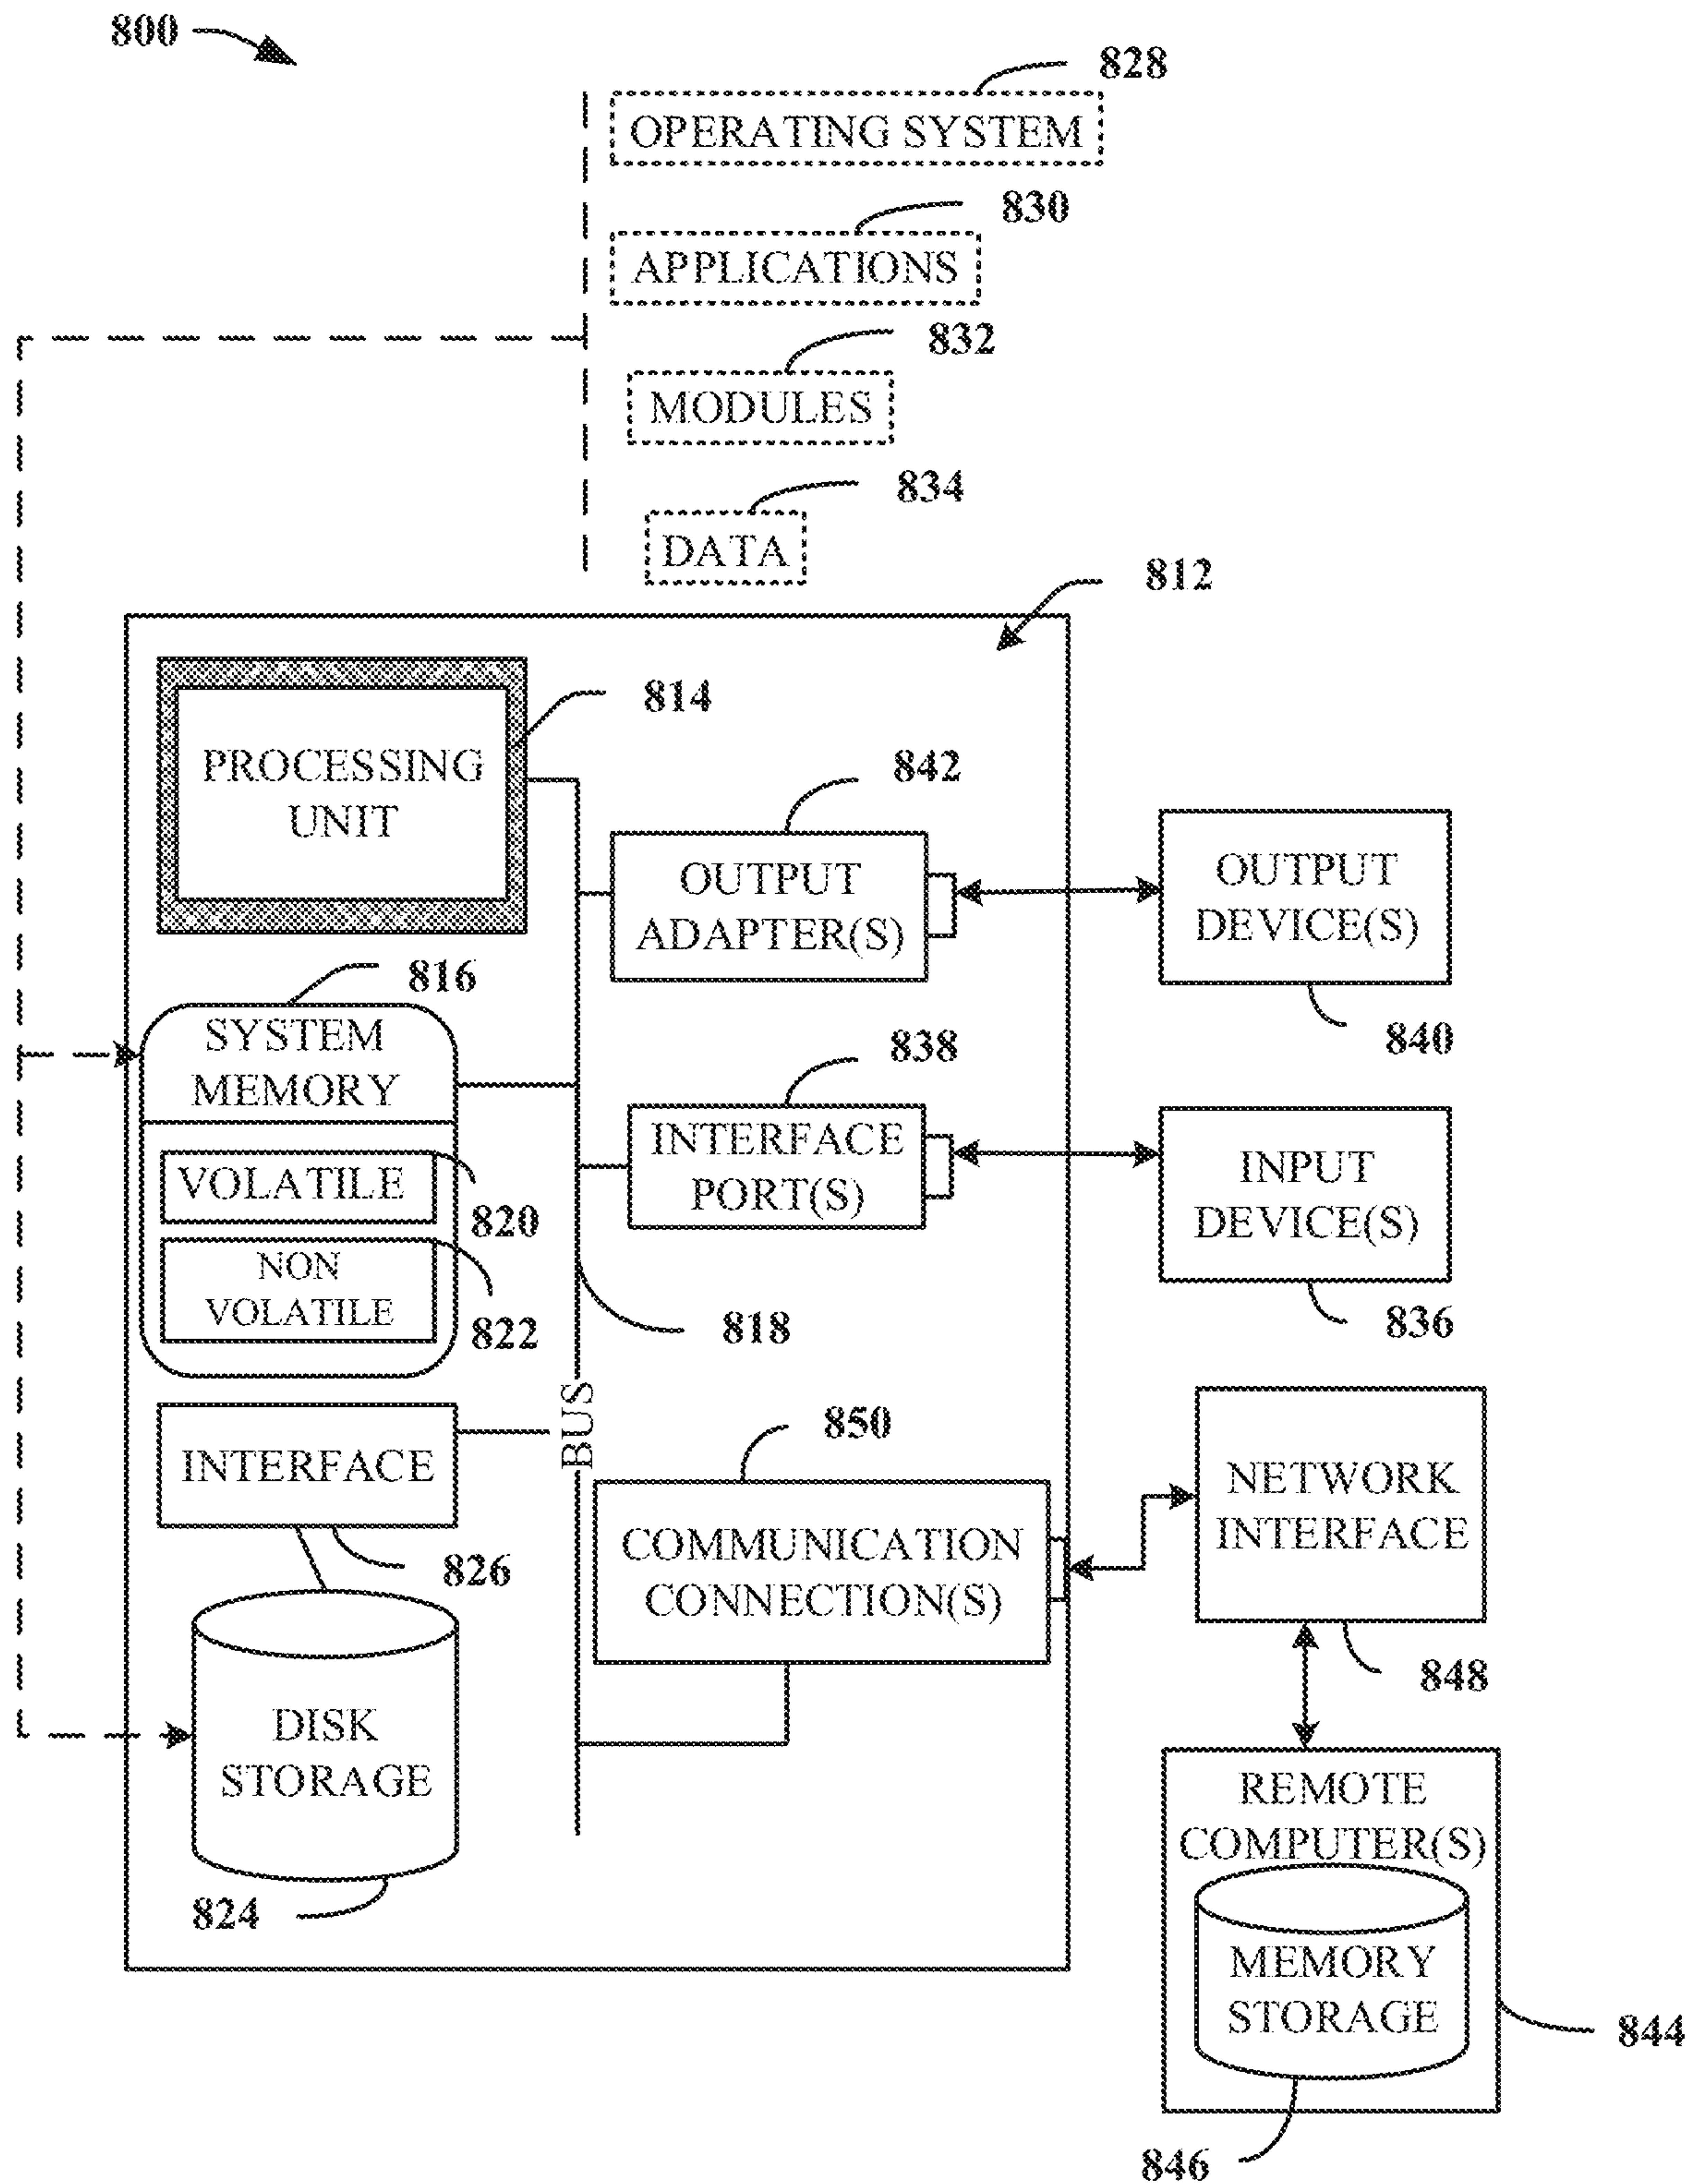 800
828
OPERATING SYSTEM
830
APPLICATIONS
832
MODULES
834
DATA
812
814
PROCESSING
UNIT
842
OUTPUT
ADAPTER(S)
OUTPUT
DEVICE(S)
840
816
SYSTEM
MEMORY
VOLATILE
820
NON
VOLATILE
822
838
INTERFACE
PORT(S)
INPUT
DEVICE(S)
836
818
BUS
INTERFACE
826
850
COMMUNICATION
CONNECTION(S)
NETWORK
INTERFACE
848
DISK
STORAGE
824
REMOTE
COMPUTER(S)
MEMORY
STORAGE
844
846